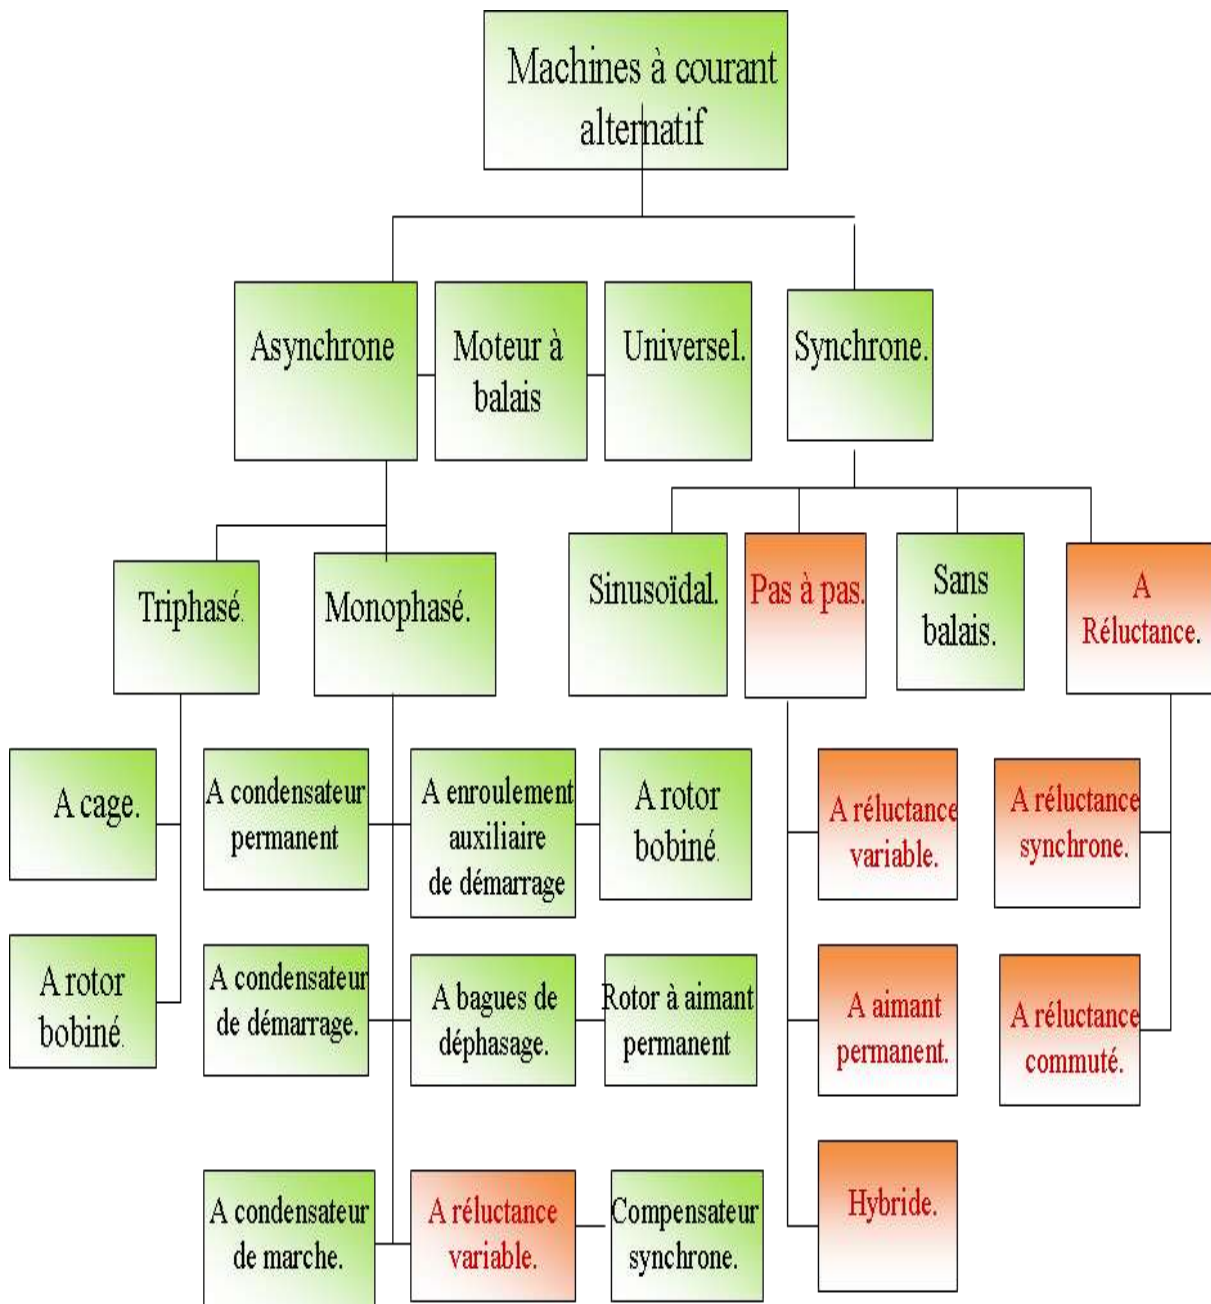 Machines à courant
alternatif
Asynchrone
Moteur à
balais
Universel.
Synchrone.
Triphasé.
Monophasé.
Sinusoïdal.
Pas à pas.
Sans
balais.
A
Réluctance.
A cage.
A condensateur
permanent
A enroulement
auxiliaire
de démarrage
A rotor
bobiné.
A réluctance
variable.
A réluctance
synchrone.
A rotor
bobiné.
A condensateur
de démarrage.
A bagues de
déphasage.
Rotor à aimant
permanent
A aimant
permanent.
A réluctance
commuté.
A condensateur
de marche.
A réluctance
variable.
Compensateur
synchrone.
Hybride.